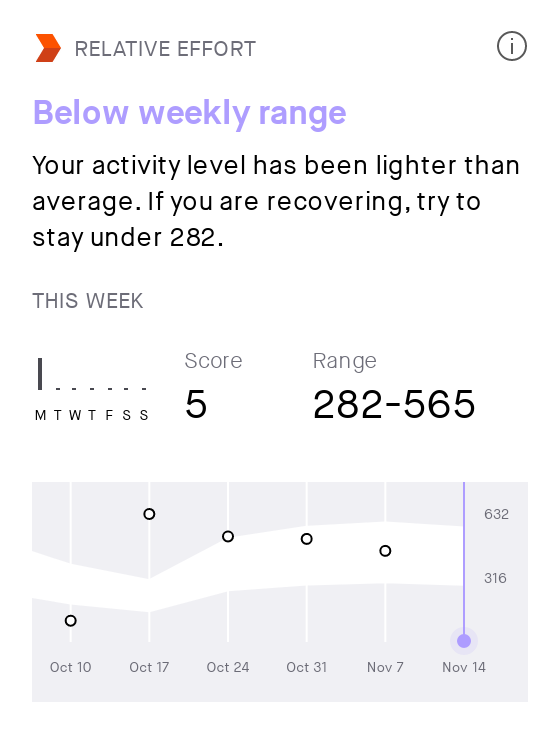 RELATIVE EFFORT
Below weekly range
Your activity level has been lighter than
average. If you are recovering, try to
stay under 282.
THIS WEEK
Score
Range
M T W T F S S
5
282-565
632
316
Oct 10
Oct 17
Oct 24
Oct 31
Nov 7
Nov 14